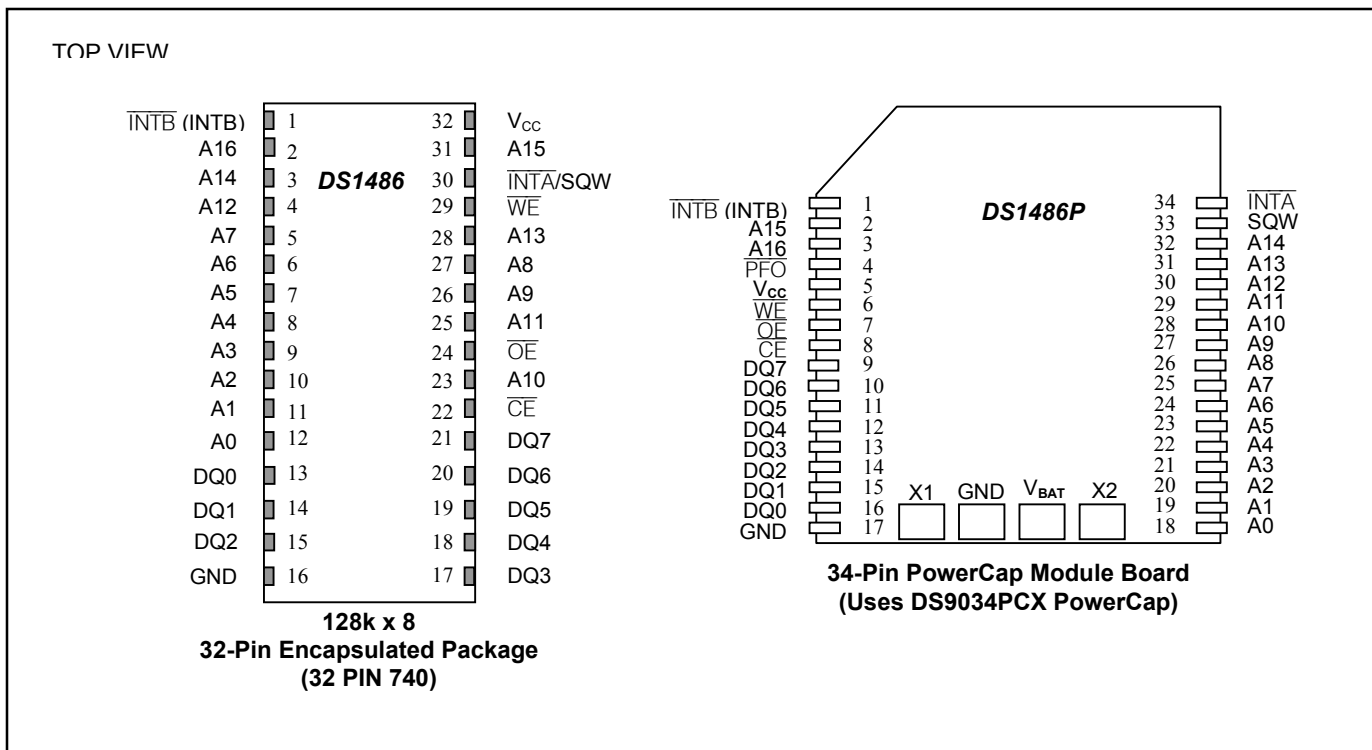 TOP VIEW
INTB (INTB) 1 32 VCC
A16 2 31 A15
A14 3 DS1486 30 INTA/SQW
A12 4 29 WE
A7 5 28 A13
A6 6 27 A8
A5 7 26 A9
A4 8 25 A11
A3 9 24 OE
A2 10 23 A10
A1 11 22 CE
A0 12 21 DQ7
DQ0 13 20 DQ6
DQ1 14 19 DQ5
DQ2 15 18 DQ4
GND 16 17 DQ3
128k x 8
32-Pin Encapsulated Package
(32 PIN 740)
INTB (INTB) 1 DS1486P 34 INTA
A15 2 33 SQW
A16 3 32 A14
PFO 4 31 A13
VCC 5 30 A12
WE 6 29 A11
OE 7 28 A10
CE 8 27 A9
DQ7 9 26 A8
DQ6 10 25 A7
DQ5 11 24 A6
DQ4 12 23 A5
DQ3 13 22 A4
DQ2 14 21 A3
DQ1 15 20 A2
DQ0 16 19 A1
GND 17 18 A0
X1 GND VBAT X2
34-Pin PowerCap Module Board
(Uses DS9034PCX PowerCap)